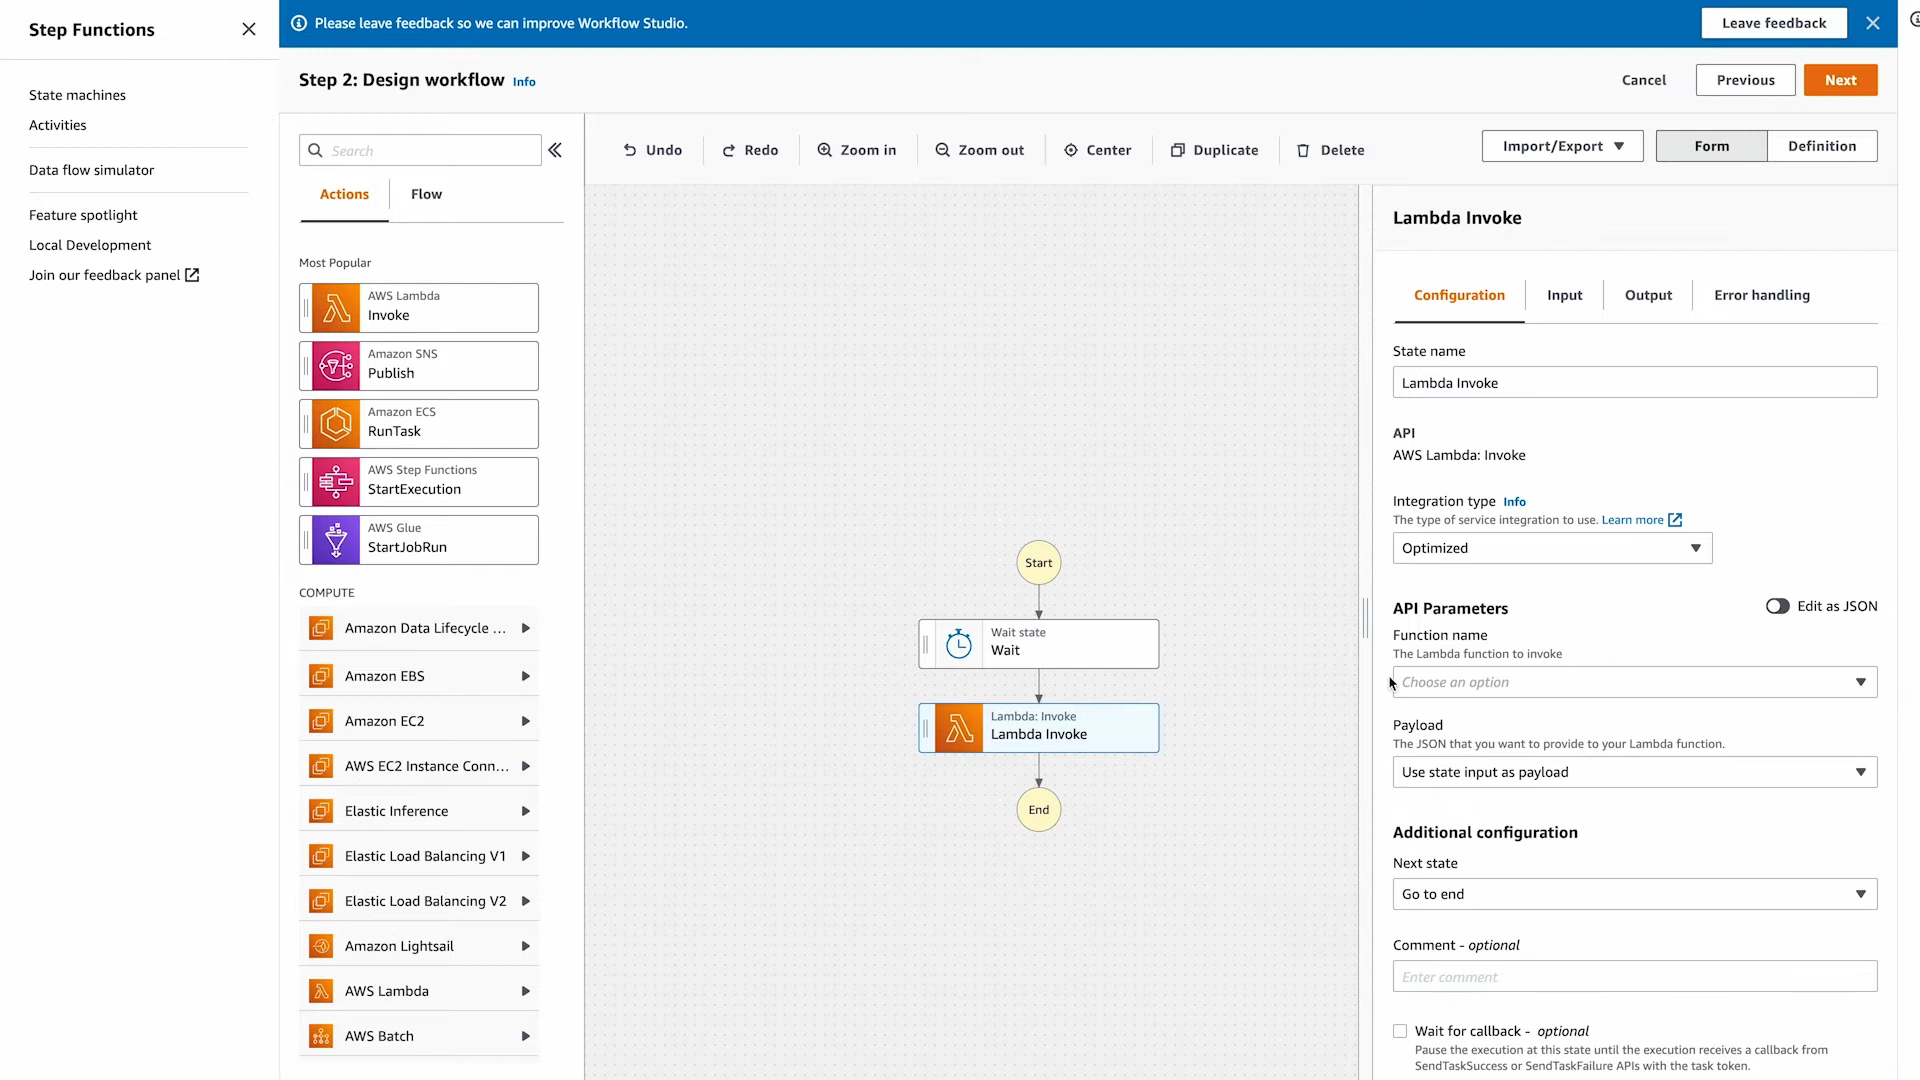 Step Functions
State machines
Activities
Data flow simulator
Feature spotlight
Local Development
Join our feedback panel
Please leave feedback so we can improve Workflow Studio.
Leave feedback
Step 2: Design workflow Info
Cancel
Previous
Next
Search
Undo
Redo
Zoom in
Zoom out
Center
Duplicate
Delete
Import/Export
Form
Definition
Actions
Flow
Most Popular
AWS Lambda
Invoke
Amazon SNS
Publish
Amazon ECS
RunTask
AWS Step Functions
StartExecution
AWS Glue
StartJobRun
COMPUTE
Amazon Data Lifecycle ...
Amazon EBS
Amazon EC2
AWS EC2 Instance Conn...
Elastic Inference
Elastic Load Balancing V1
Elastic Load Balancing V2
Amazon Lightsail
AWS Lambda
AWS Batch
Start
Wait state
Wait
Lambda: Invoke
Lambda Invoke
End
Lambda Invoke
Configuration
Input
Output
Error handling
State name
Lambda Invoke
API
AWS Lambda: Invoke
Integration type Info
The type of service integration to use. Learn more
Optimized
API Parameters
Edit as JSON
Function name
The Lambda function to invoke
Choose an option
Payload
The JSON that you want to provide to your Lambda function.
Use state input as payload
Additional configuration
Next state
Go to end
Comment - optional
Enter comment
Wait for callback - optional
Pause the execution at this state until the execution receives a callback from
SendTaskSuccess or SendTaskFailure APIs with the task token.